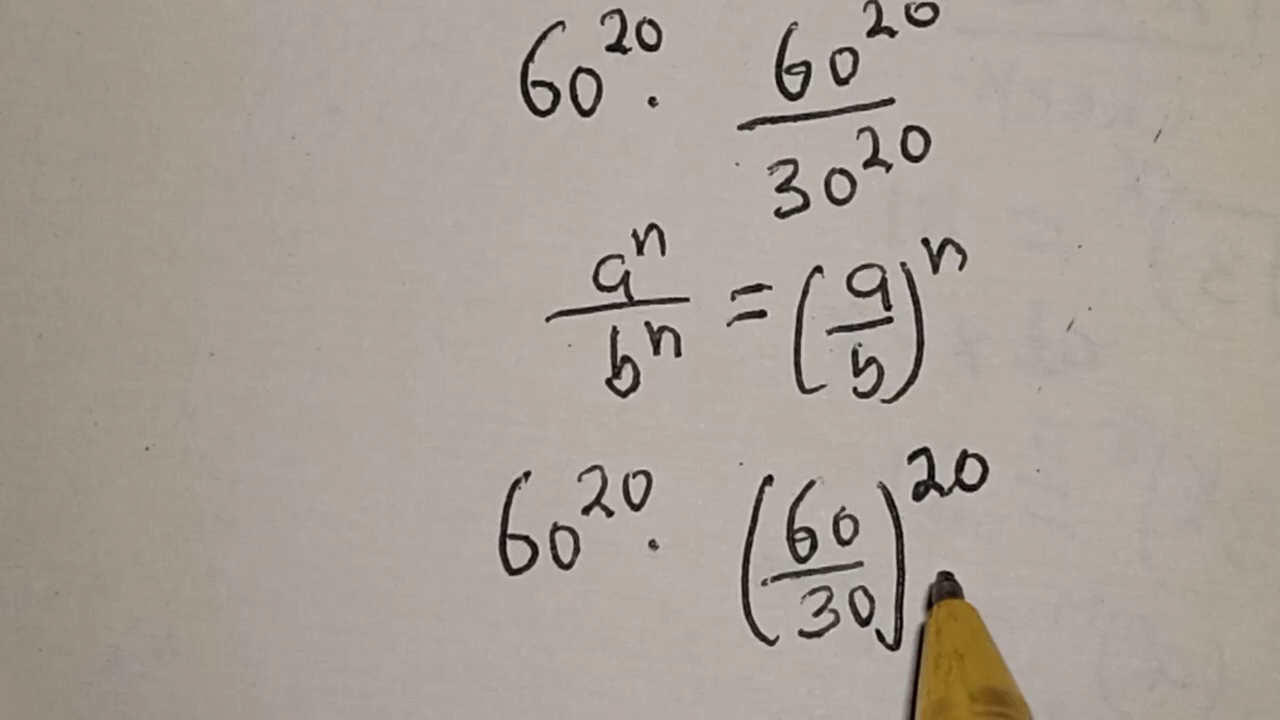 60^20 · 60^20/30^20
a^n/b^n = (a/b)^n
60^20 · (60/30)^20